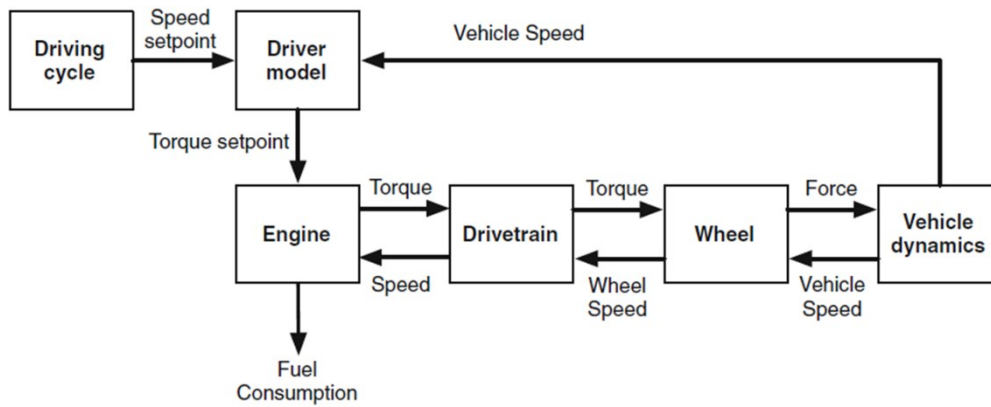 Driving
cycle
Speed
setpoint
Driver
model
Vehicle Speed
Torque setpoint
Engine
Torque
Speed
Drivetrain
Torque
Wheel
Speed
Wheel
Force
Vehicle
Speed
Vehicle
dynamics
Fuel
Consumption